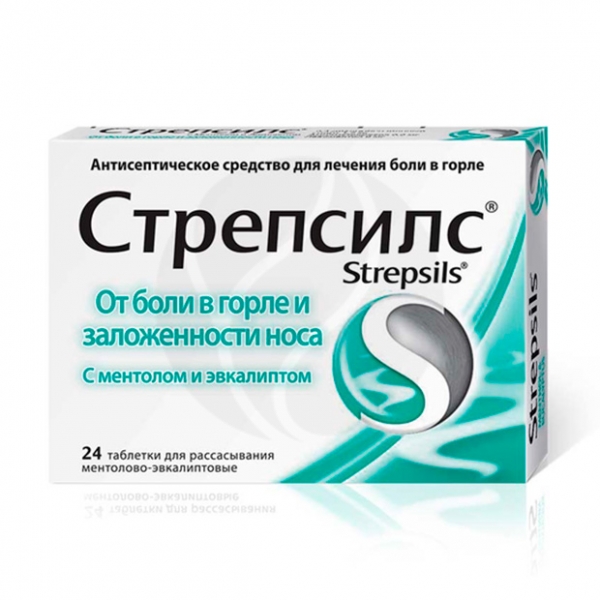 Стрепсилс®
Антисептическое средство для лечения боли в горле
Стрепсилс®
Strepsils®
От боли в горле и
заложенности носа
С ментолом и эвкалиптом
24 таблетки для рассасывания
ментолово-эвкалиптовые
Strepsils®